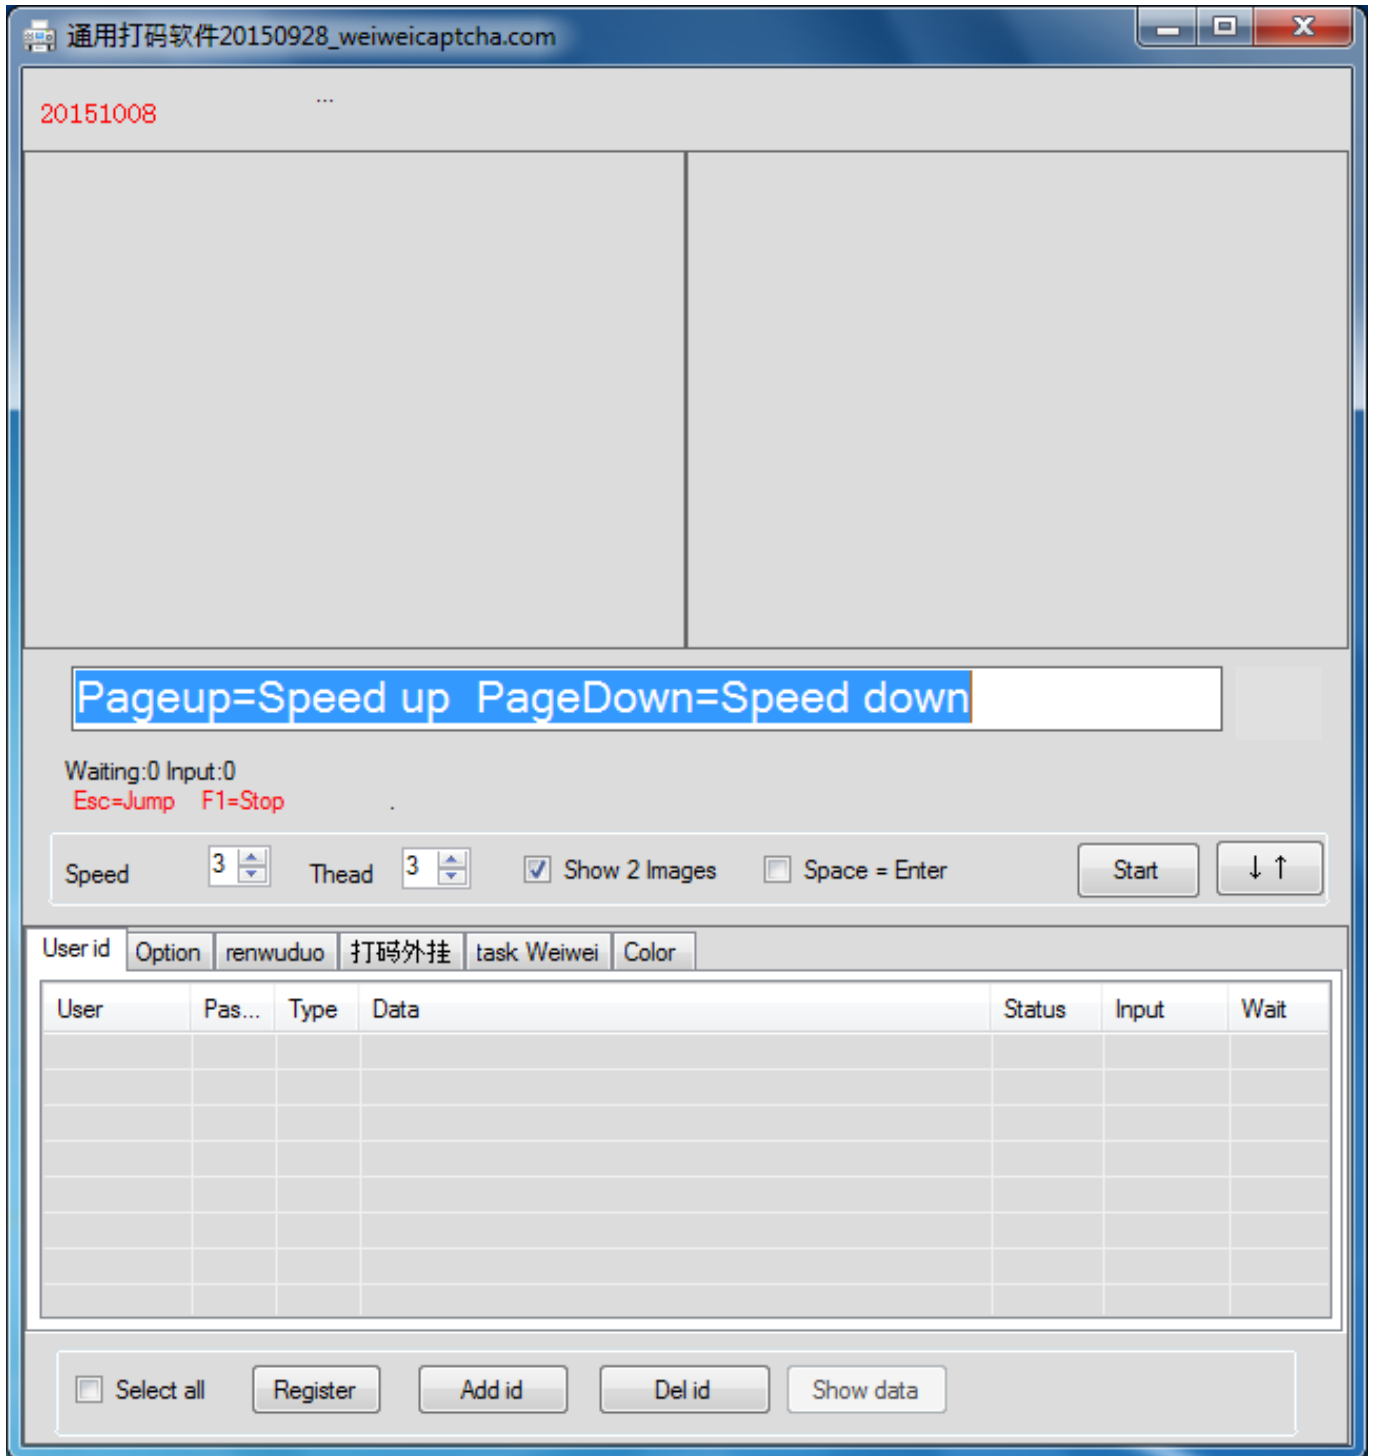 通用打码软件20150928_weiweicaptcha.com
...
20151008
Pageup=Speed up  PageDown=Speed down
Waiting:0 Input:0
Esc=Jump F1=Stop .
Speed 3 Thead 3 Show 2 Images Space = Enter Start ↓↑
User id Option renwuduo 打码外挂 task Weiwei Color
User Pas... Type Data Status Input Wait
Select all Register Add id Del id Show data